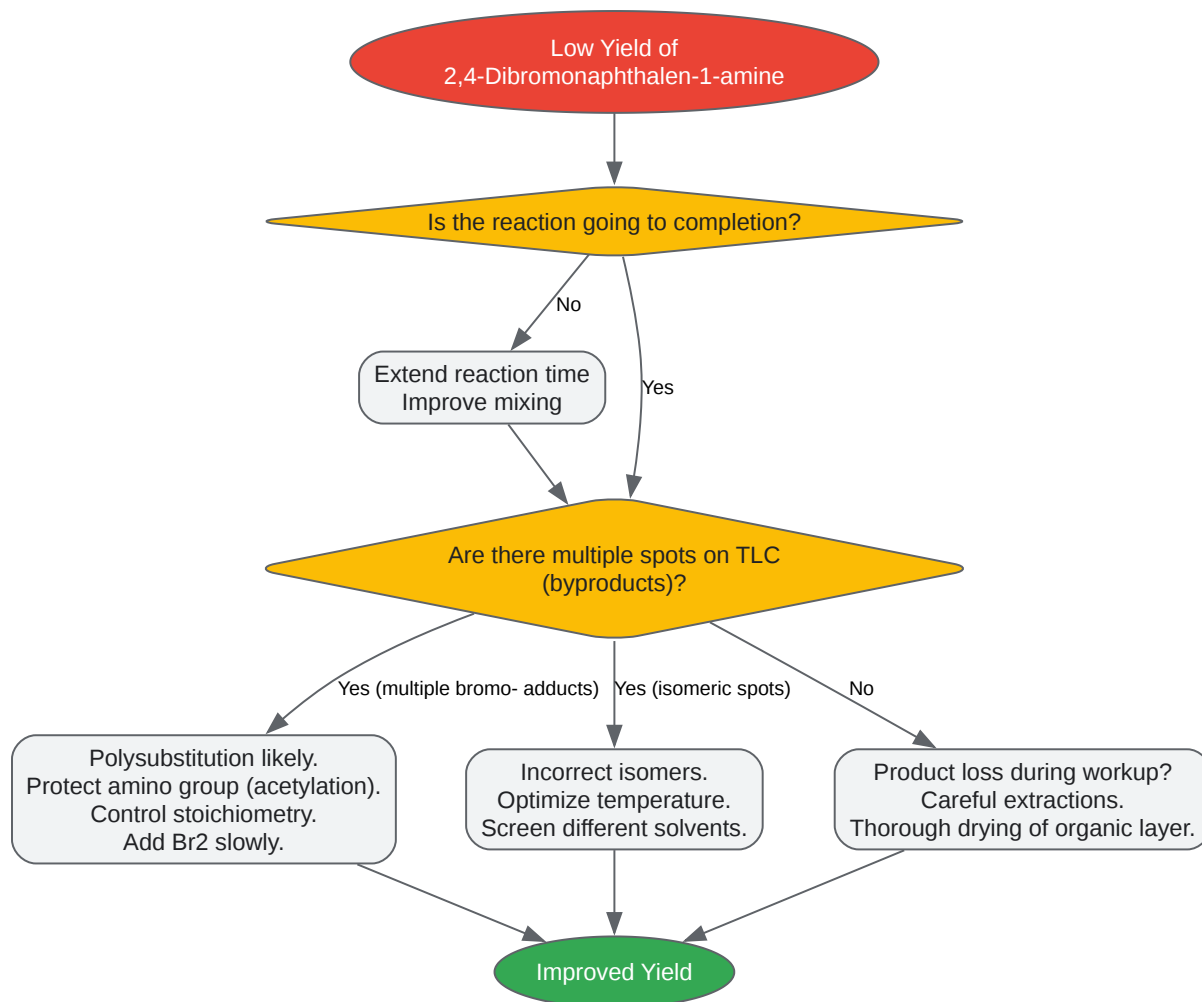 Low Yield of
2,4-Dibromonaphthalen-1-amine
Is the reaction going to completion?
No
Extend reaction time
Improve mixing
Yes
Are there multiple spots on TLC
(byproducts)?
Yes (multiple bromo- adducts)
Yes (isomeric spots)
No
Polysubstitution likely.
Protect amino group (acetylation).
Control stoichiometry.
Add Br2 slowly.
Incorrect isomers.
Optimize temperature.
Screen different solvents.
Product loss during workup?
Careful extractions.
Thorough drying of organic layer.
Improved Yield